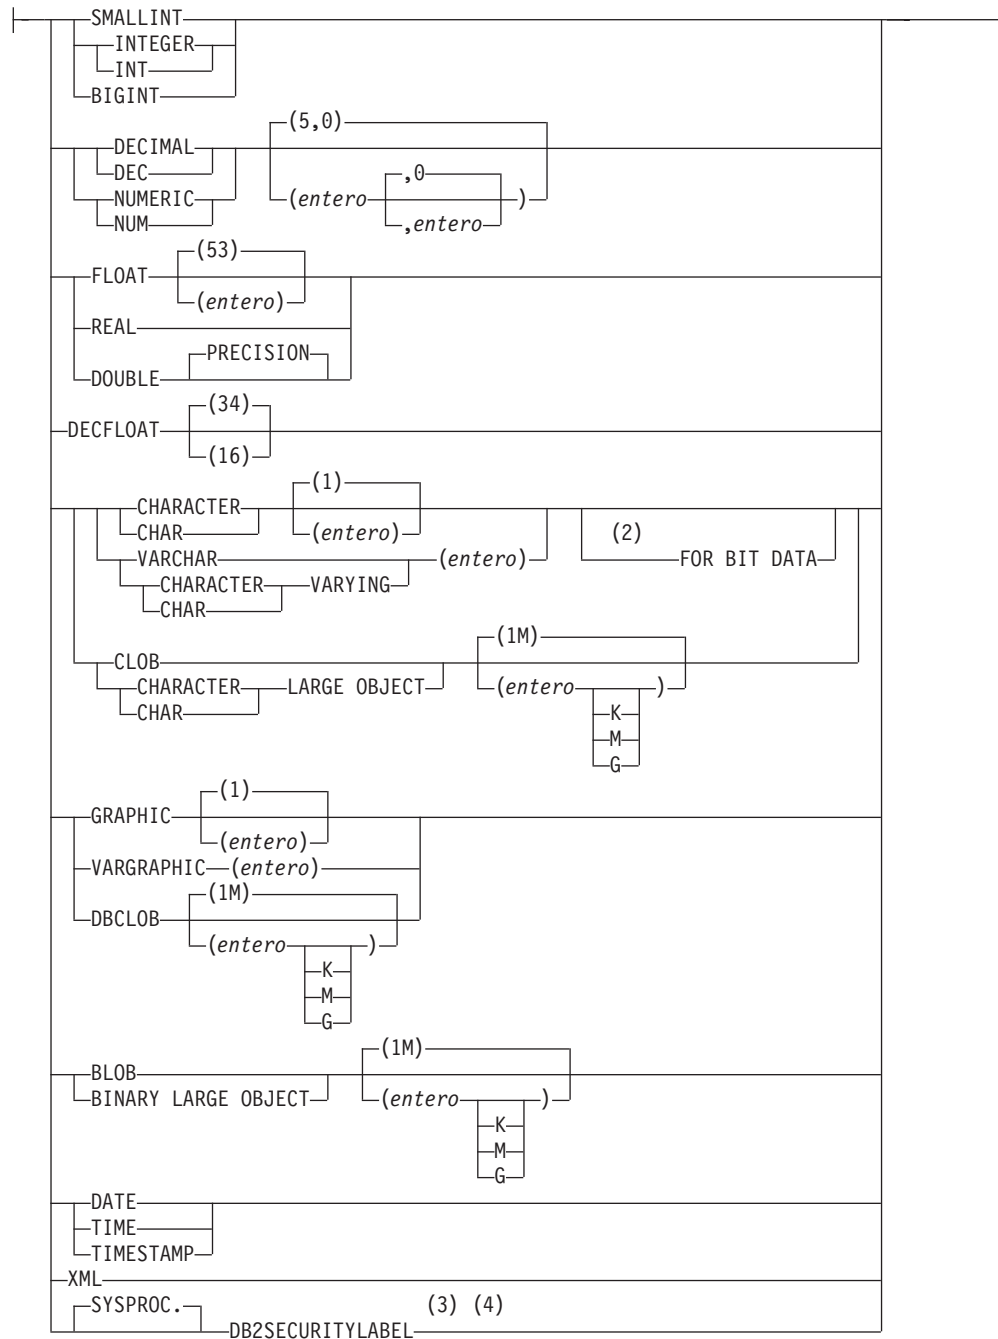 SMALLINT
INTEGER
INT
BIGINT
(5,0)
DECIMAL
DEC
,0
NUMERIC
(entero )
NUM
,entero
(53)
FLOAT
(entero)
REAL
PRECISION
DOUBLE
(34)
DECFLOAT
(16)
(1)
CHARACTER
CHAR (entero) (2)
VARCHAR (entero) FOR BIT DATA
CHARACTER VARYING
CHAR
(1M)
CLOB
CHARACTER LARGE OBJECT (entero )
CHAR K
M
G
(1)
GRAPHIC
(entero)
VARGRAPHIC (entero)
(1M)
DBCLOB
(entero )
K
M
G
(1M)
BLOB
BINARY LARGE OBJECT (entero )
K
M
G
DATE
TIME
TIMESTAMP
XML
SYSPROC. (3) (4)
DB2SECURITYLABEL